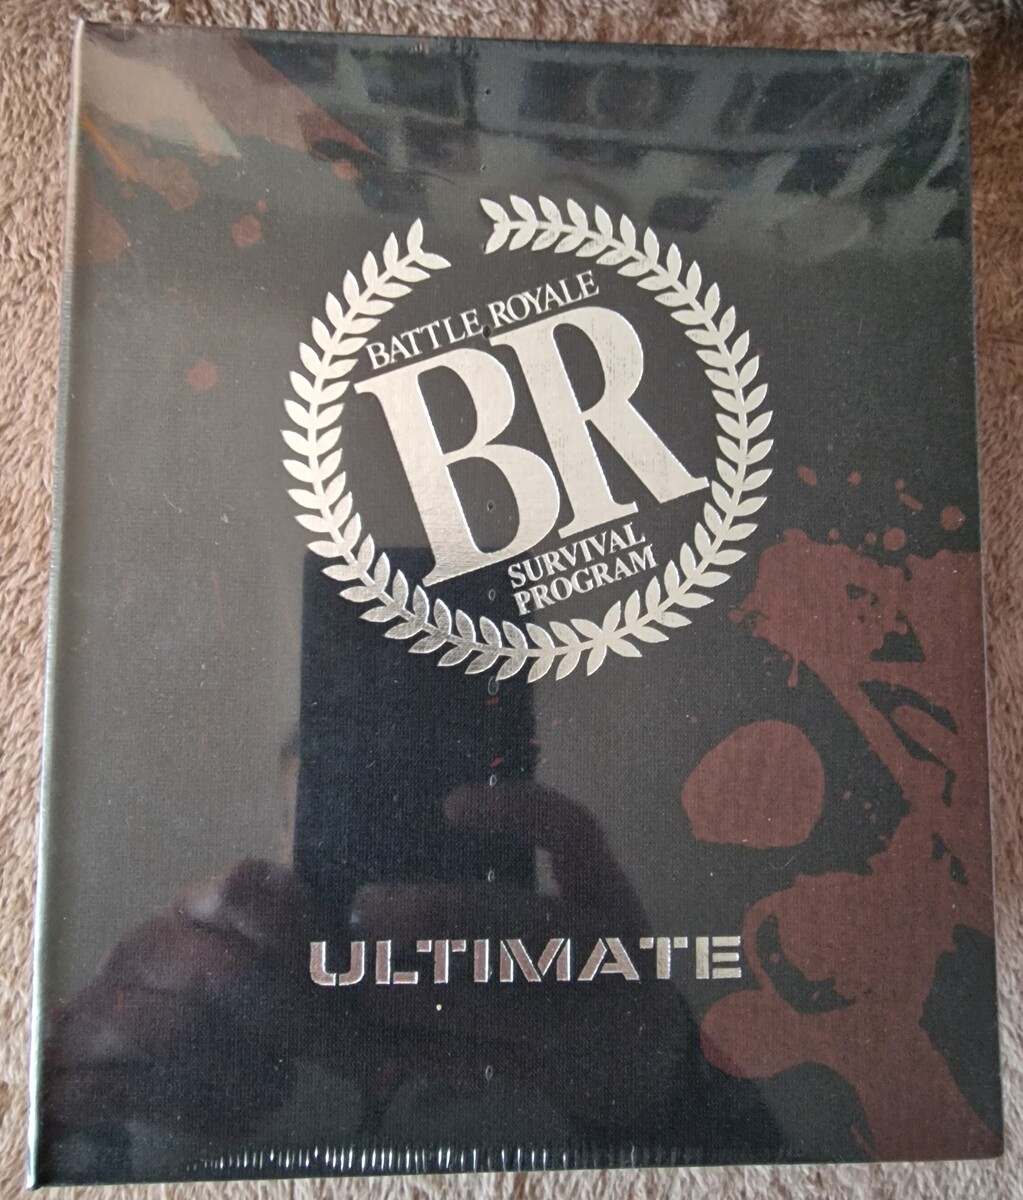 BATTLE ROYALE
BR
SURVIVAL
PROGRAM
ULTIMATE